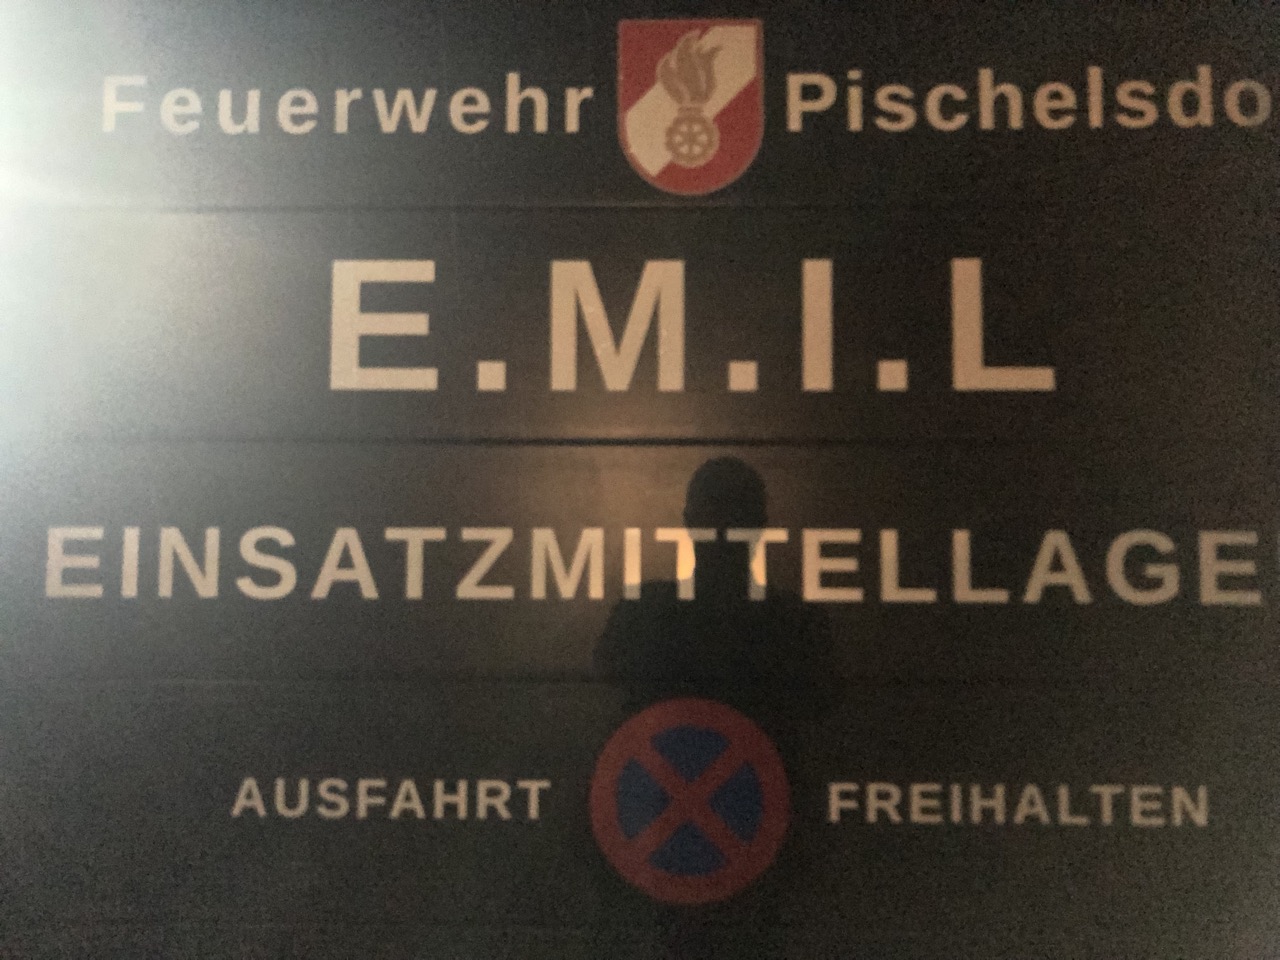 Feuerwehr Pischelsdo
E.M.I.L
EINSATZMITTELLAGE
AUSFAHRT FREIHALTEN